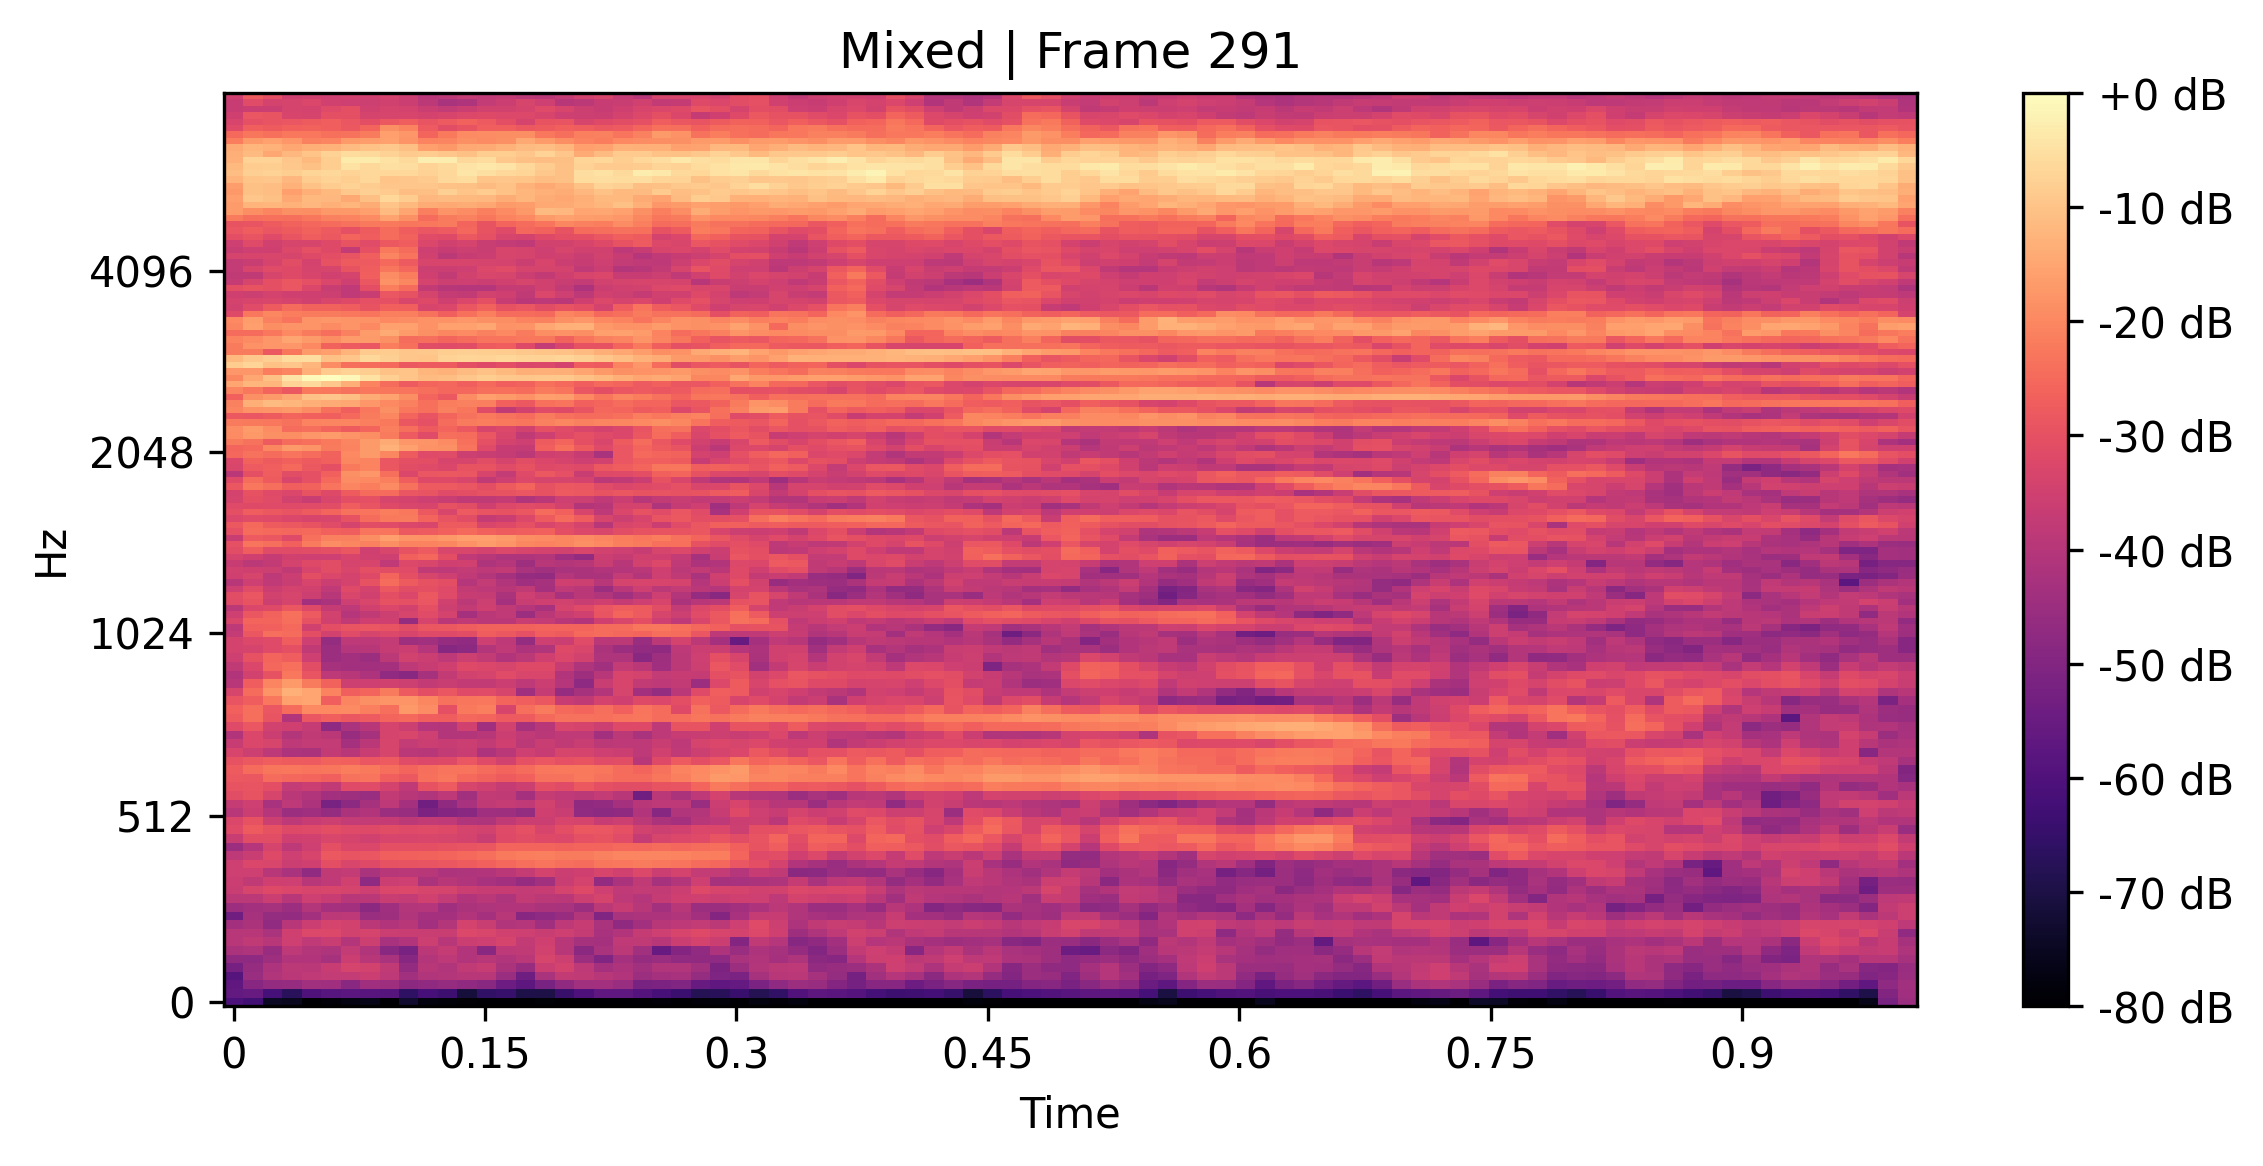 Mixed | Frame 291
+0 dB
-10 dB
-20 dB
-30 dB
-40 dB
-50 dB
-60 dB
-70 dB
-80 dB
4096
2048
1024
512
0
Hz
0 0.15 0.3 0.45 0.6 0.75 0.9
Time